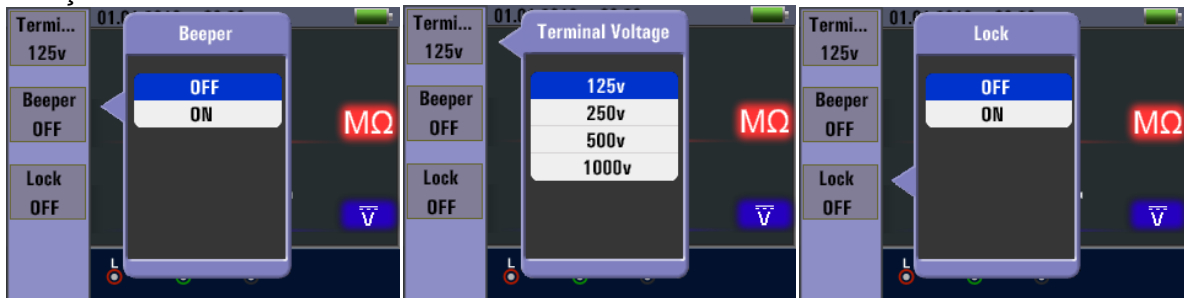 Termi...
125v
Beeper
OFF
Lock
OFF
Beeper
OFF
ON
MΩ
V
L
Termi...
125v
Beeper
OFF
Lock
OFF
Terminal Voltage
125v
250v
500v
1000v
MΩ
V
L
Termi...
125v
Beeper
OFF
Lock
OFF
Lock
OFF
ON
MΩ
V
L